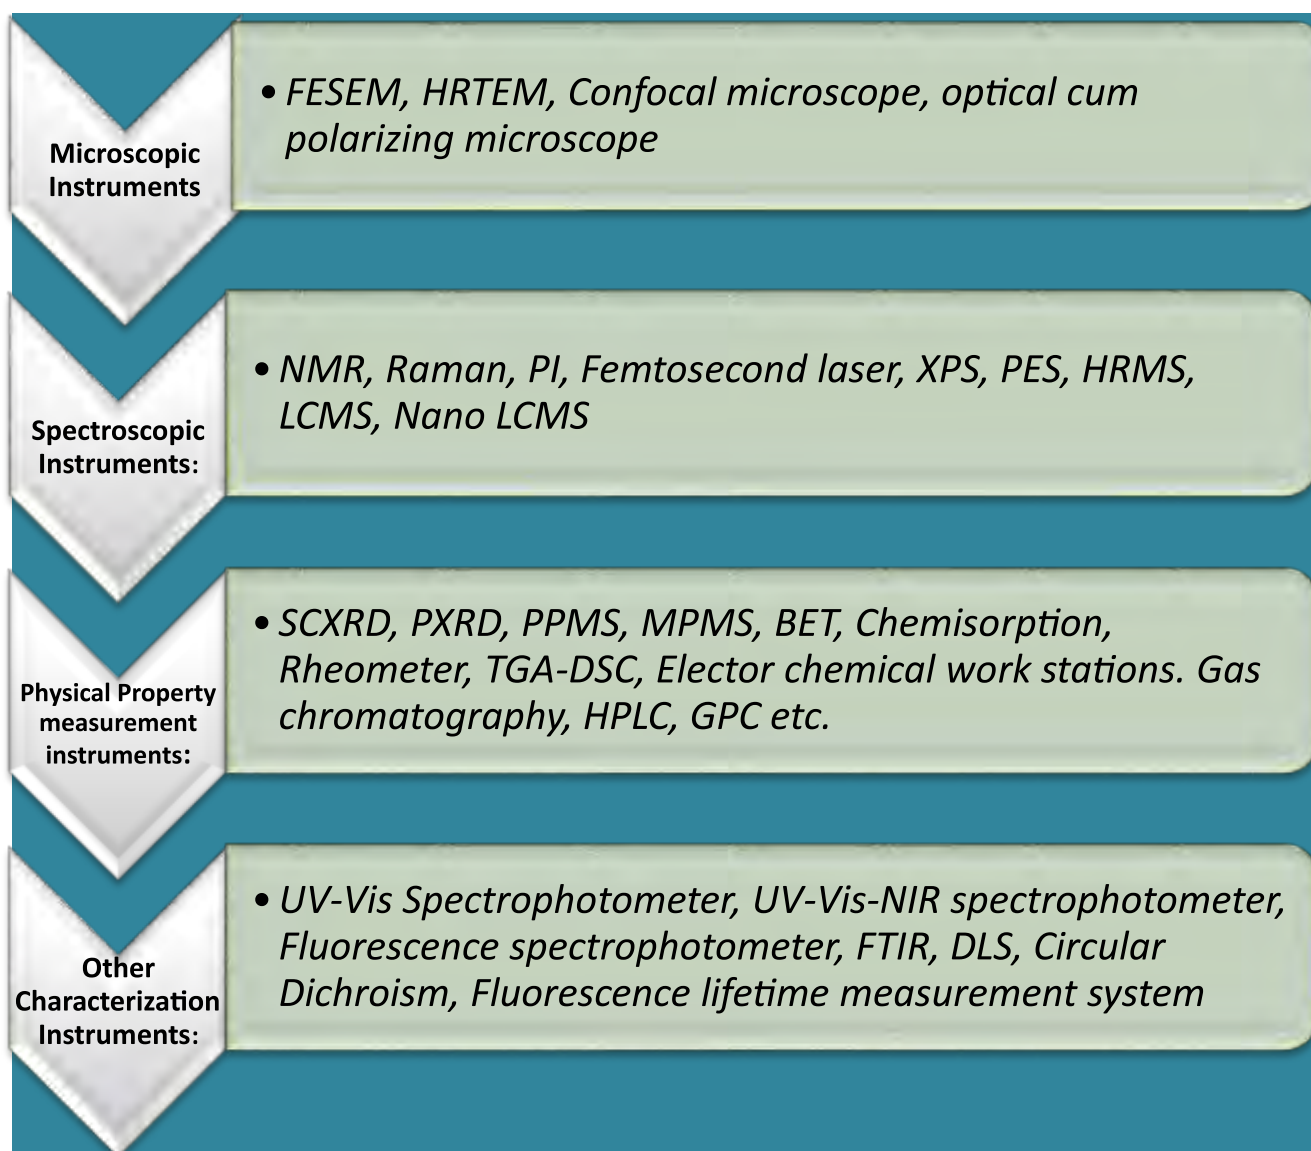 Microscopic
Instruments
• FESEM, HRTEM, Confocal microscope, optical cum
polarizing microscope
Spectroscopic
Instruments:
• NMR, Raman, PI, Femtosecond laser, XPS, PES, HRMS,
LCMS, Nano LCMS
Physical Property
measurement
instruments:
• SCXRD, PXRD, PPMS, MPMS, BET, Chemisorption,
Rheometer, TGA-DSC, Elector chemical work stations. Gas
chromatography, HPLC, GPC etc.
Other
Characterization
Instruments:
• UV-Vis Spectrophotometer, UV-Vis-NIR spectrophotometer,
Fluorescence spectrophotometer, FTIR, DLS, Circular
Dichroism, Fluorescence lifetime measurement system